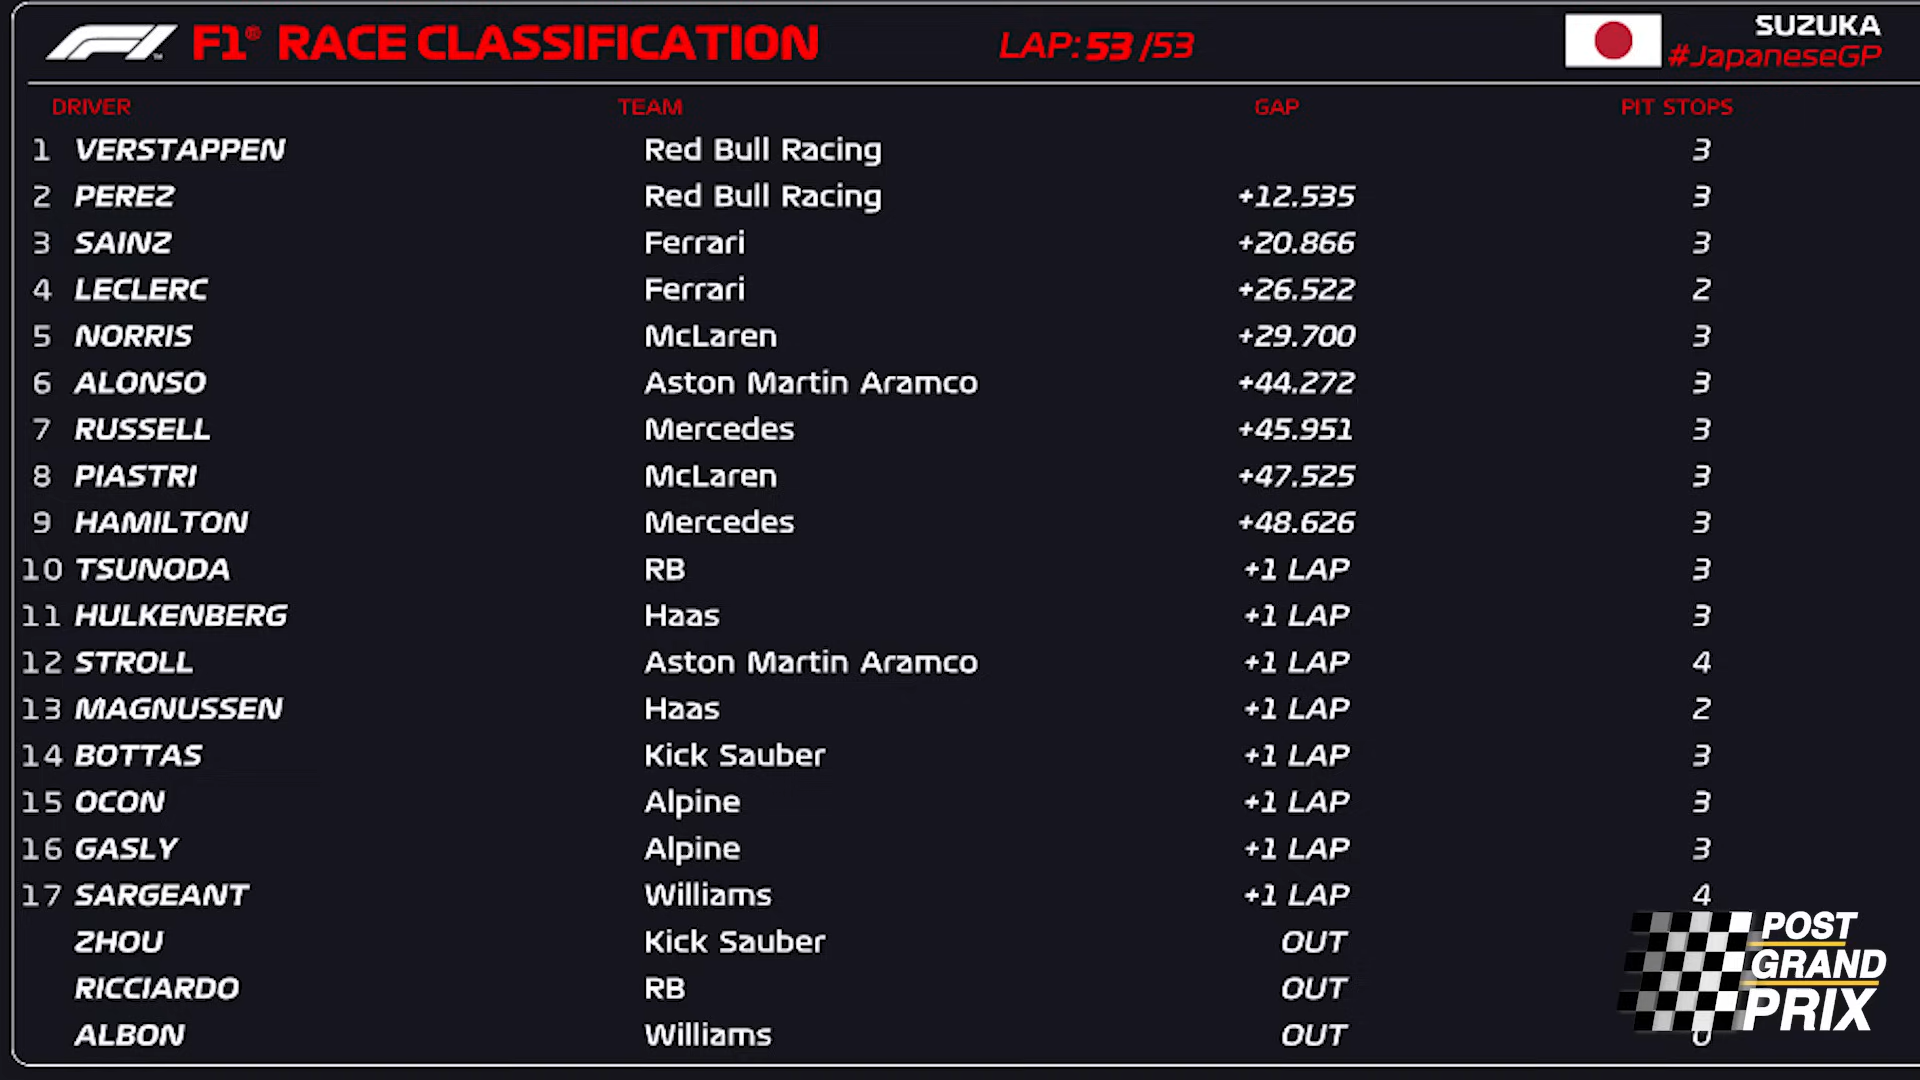 F1® RACE CLASSIFICATION LAP: 53 /53 SUZUKA
#JapaneseGP
DRIVER TEAM GAP PIT STOPS
1 VERSTAPPEN Red Bull Racing 3
2 PEREZ Red Bull Racing +12.535 3
3 SAINZ Ferrari +20.866 3
4 LECLERC Ferrari +26.522 2
5 NORRIS McLaren +29.700 3
6 ALONSO Aston Martin Aramco +44.272 3
7 RUSSELL Mercedes +45.951 3
8 PIASTRI McLaren +47.525 3
9 HAMILTON Mercedes +48.626 3
10 TSUNODA RB +1 LAP 3
11 HULKENBERG Haas +1 LAP 3
12 STROLL Aston Martin Aramco +1 LAP 4
13 MAGNUSSEN Haas +1 LAP 2
14 BOTTAS Kick Sauber +1 LAP 3
15 OCON Alpine +1 LAP 3
16 GASLY Alpine +1 LAP 3
17 SARGEANT Williams +1 LAP 4
ZHOU Kick Sauber OUT
RICCIARDO RB OUT
ALBON Williams OUT
POST
GRAND
PRIX